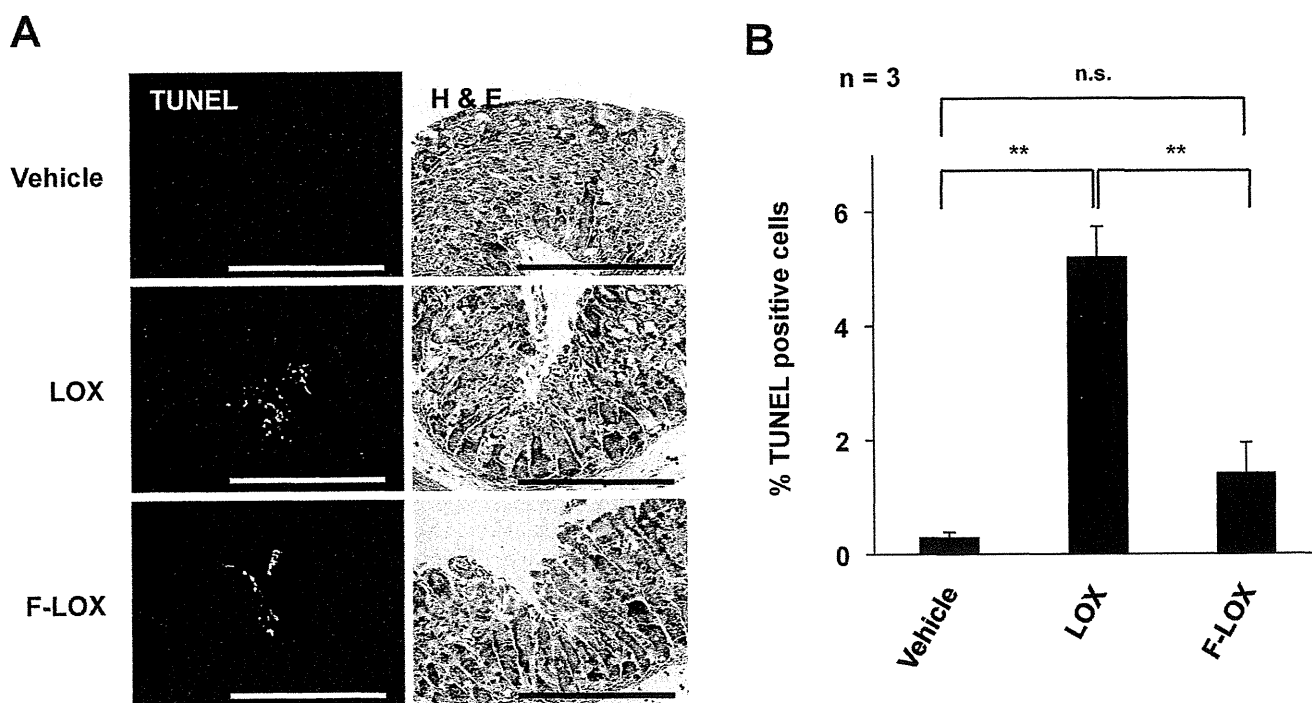 A
TUNEL
H & E
Vehicle
LOX
F-LOX
B
n = 3
n.s.
**
**
% TUNEL positive cells
6
4
2
0
Vehicle
LOX
F-LOX